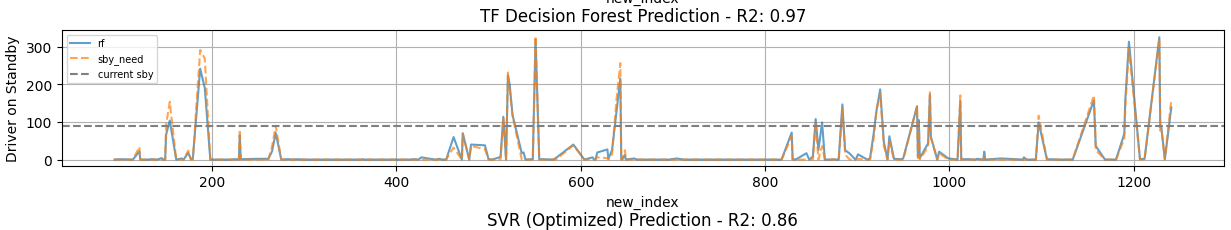 new_index
TF Decision Forest Prediction - R2: 0.97
Driver on Standby
300
200
100
0
rf
sby_need
current sby
200
400
600
800
1000
1200
new_index
SVR (Optimized) Prediction - R2: 0.86